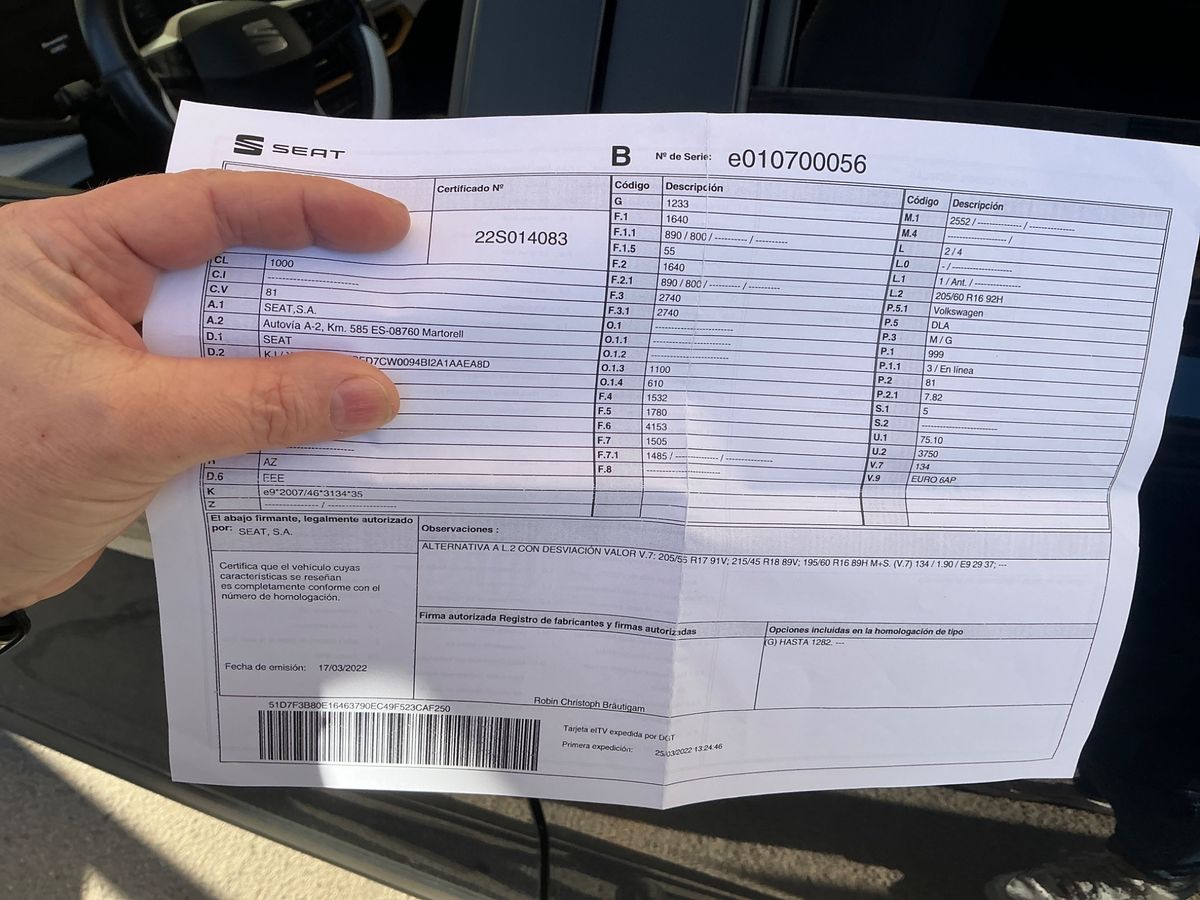 SEAT
B Nº de Serie: e010700056
Certificado Nº
22S014083
CL 1000
C.I -------------------
C.V 81
A.1 SEAT,S.A.
A.2 Autovía A-2, Km. 585 ES-08760 Martorell
D.1 SEAT
D.2 KJ / D7CW0094BI2A1AAEA8D
AZ
D.6 EEE
K e9*2007/46*3134*35
Z ----------- / --------------
Código Descripción
G 1233
F.1 1640
F.1.1 890 / 800 / ---------- / ----------
F.1.5 55
F.2 1640
F.2.1 890 / 800 / ---------- / ----------
F.3 2740
F.3.1 2740
O.1 -----------------
O.1.1 -----------------
O.1.2 -----------------
O.1.3 1100
O.1.4 610
F.4 1532
F.5 1780
F.6 4153
F.7 1505
F.7.1 1485 / -------------- / --------------
F.8 -----------------
Código Descripción
M.1 2552 / ---------- / ----------
M.4 ----------------- /
L 2 / 4
L.0 - / -----------------
L.1 1 / Ant. / -------------
L.2 205/60 R16 92H
P.5.1 Volkswagen
P.5 DLA
P.3 M / G
P.1 999
P.1.1 3 / En línea
P.2 81
P.2.1 7.82
S.1 5
S.2 -----------------
U.1 75.10
U.2 3750
V.7 134
V.9 EURO 6AP
El abajo firmante, legalmente autorizado
por: SEAT, S.A.
Certifica que el vehículo cuyas
características se reseñan
es completamente conforme con el
número de homologación.
Fecha de emisión: 17/03/2022
Observaciones :
ALTERNATIVA A L.2 CON DESVIACIÓN VALOR V.7: 205/55 R17 91V; 215/45 R18 89V; 195/60 R16 89H M+S. (V.7) 134 / 1.90 / E9 29 37; ---
Firma autorizada Registro de fabricantes y firmas autorizadas
Robin Christoph Bräutigam
Opciones incluidas en la homologación de tipo
(G) HASTA 1282. ---
51D7F3B80E16463790EC49F523CAF250
Tarjeta eITV expedida por DGT
Primera expedición: 25/03/2022 13:24:46